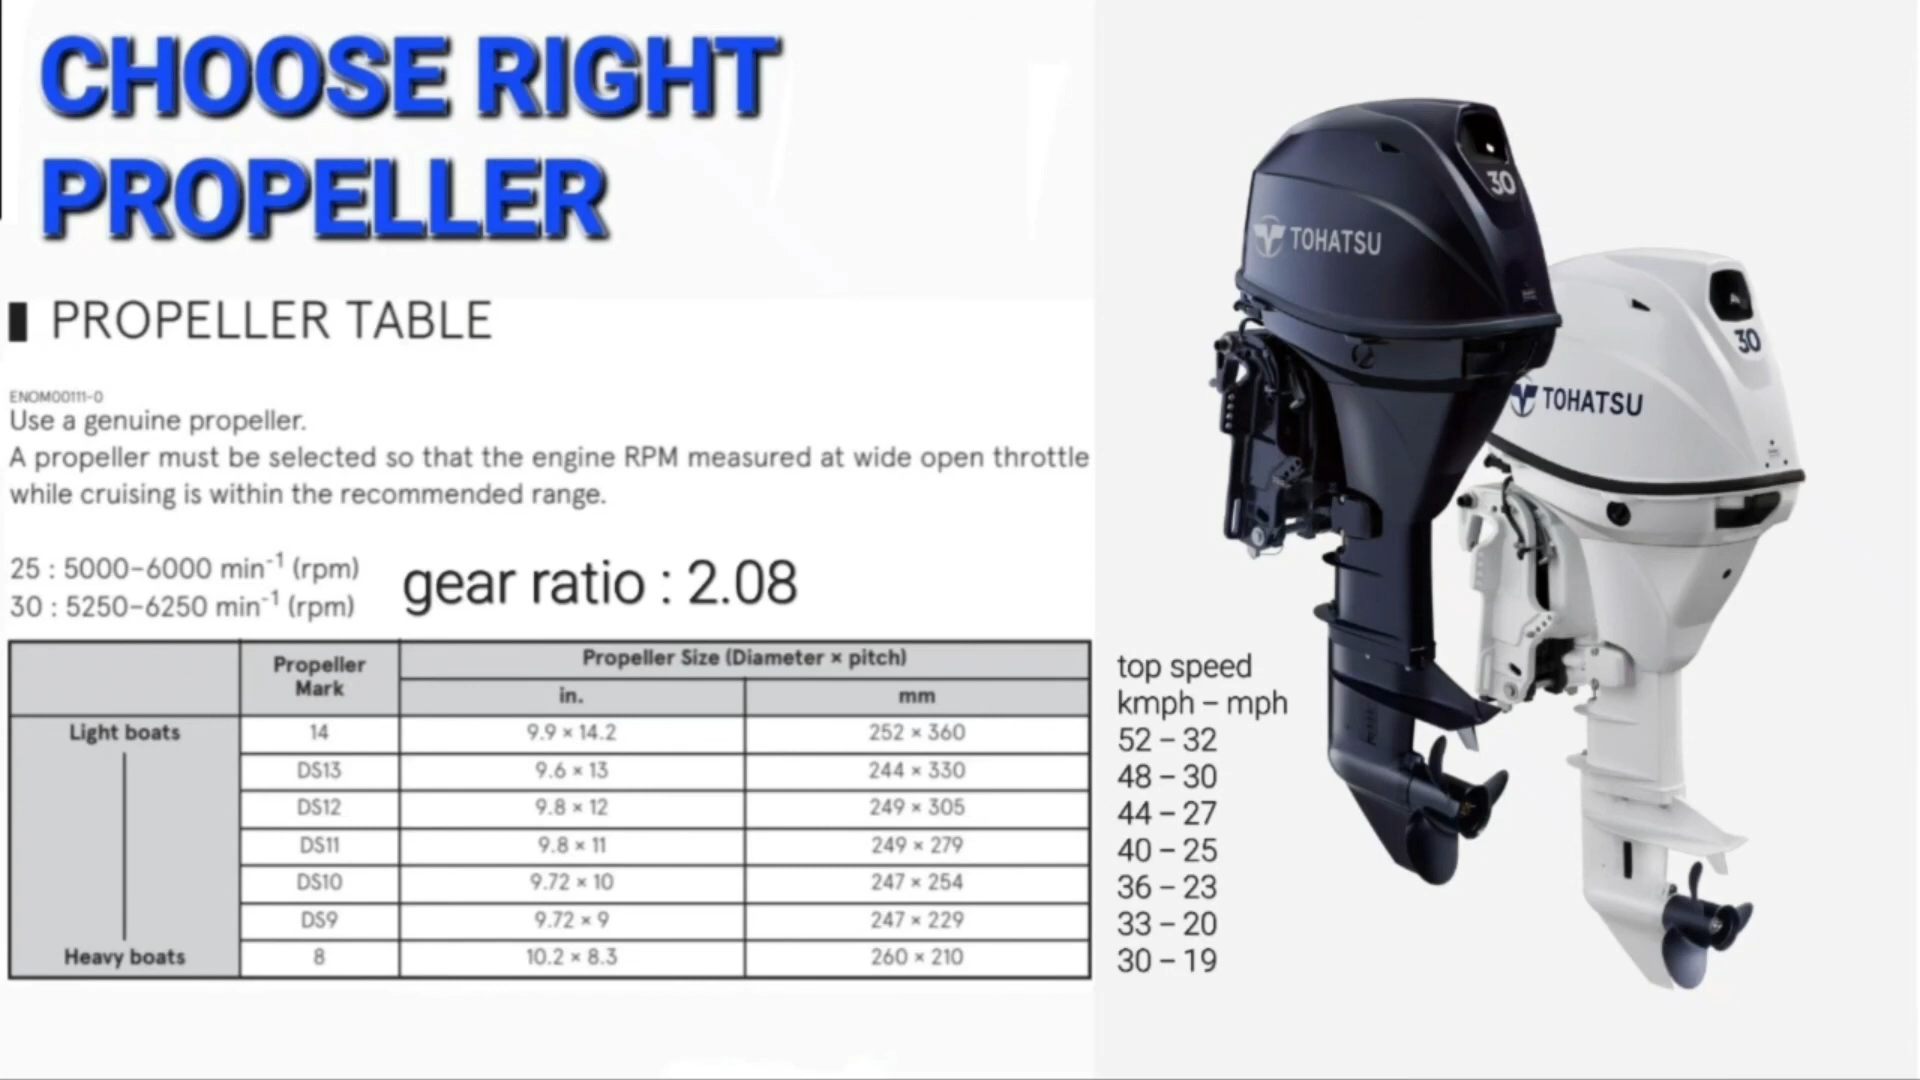 CHOOSE RIGHT
PROPELLER
PROPELLER TABLE
ENOM00111-0
Use a genuine propeller.
A propeller must be selected so that the engine RPM measured at wide open throttle
while cruising is within the recommended range.
25 : 5000–6000 min-1 (rpm)
30 : 5250–6250 min-1 (rpm)
gear ratio : 2.08
Propeller Mark Propeller Size (Diameter × pitch)
in. mm
Light boats 14 9.9 × 14.2 252 × 360
DS13 9.6 × 13 244 × 330
DS12 9.8 × 12 249 × 305
DS11 9.8 × 11 249 × 279
DS10 9.72 × 10 247 × 254
DS9 9.72 × 9 247 × 229
Heavy boats 8 10.2 × 8.3 260 × 210
top speed
kmph – mph
52 – 32
48 – 30
44 – 27
40 – 25
36 – 23
33 – 20
30 – 19
30
TOHATSU
30
TOHATSU